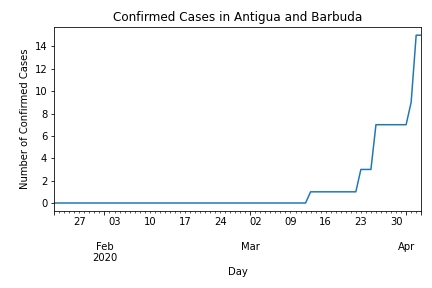 Confirmed Cases in Antigua and Barbuda
Number of Confirmed Cases
14
12
10
8
6
4
2
0
27 03 10 17 24 02 09 16 23 30
Feb Mar Apr
2020
Day